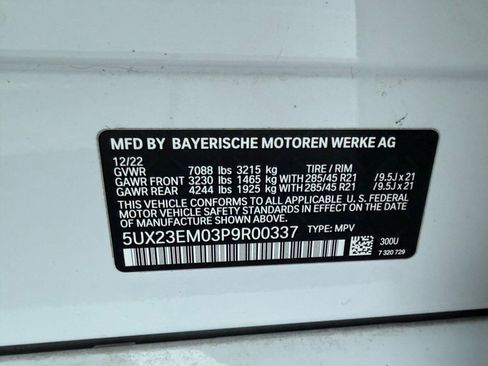 MFD BY BAYERISCHE MOTOREN WERKE AG
12/22
GVWR 7088 lbs 3215 kg TIRE / RIM
GAWR FRONT 3230 lbs 1465 kg WITH 285/45 R21 / 9.5J x 21
GAWR REAR 4244 lbs 1925 kg WITH 285/45 R21 / 9.5J x 21
THIS VEHICLE CONFORMS TO ALL APPLICABLE U.S. FEDERAL
MOTOR VEHICLE SAFETY STANDARDS IN EFFECT ON THE DATE
OF MANUFACTURE SHOWN ABOVE.
5UX23EM03P9R00337 TYPE: MPV
300U
7 320 729